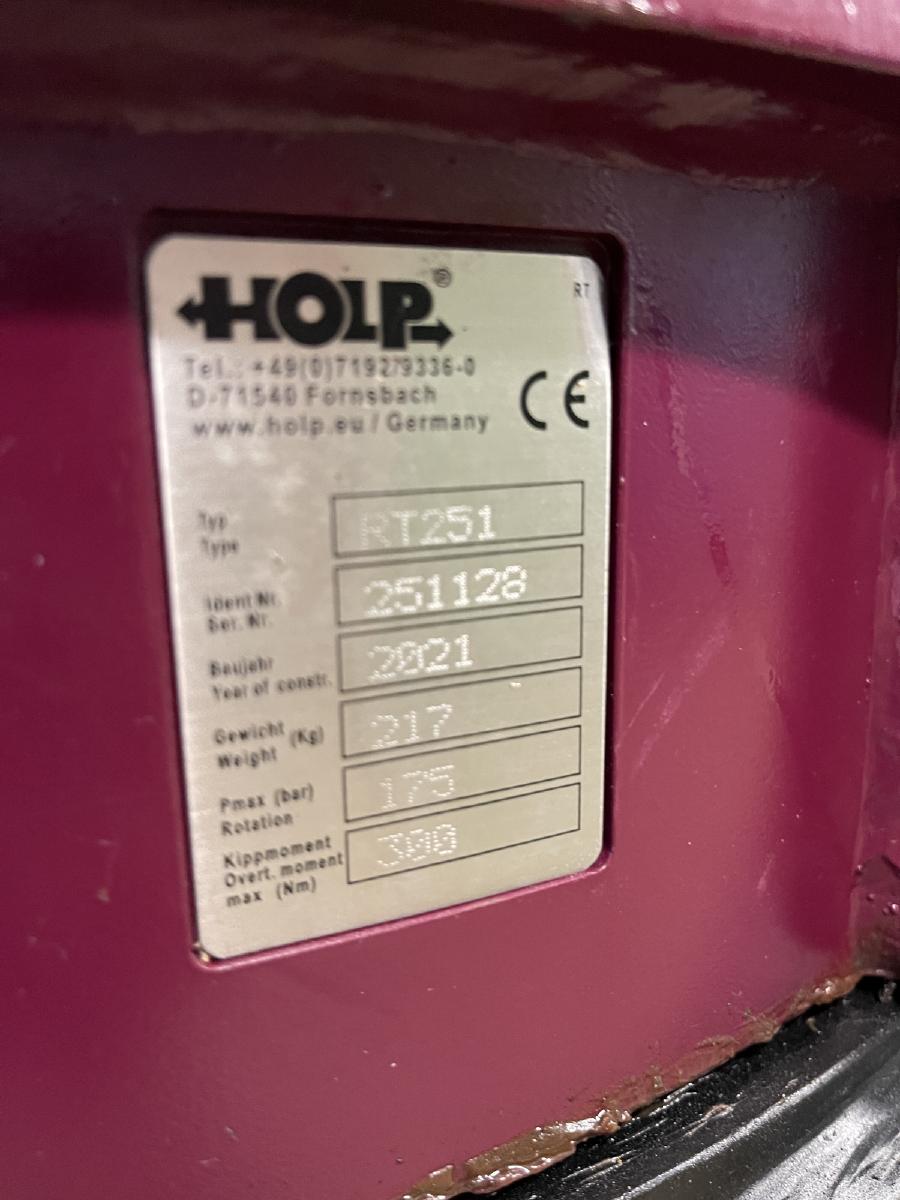 HOLP®
RT
Tel.: +49(0)7192/9336-0
D-71540 Fornsbach
www.holp.eu / Germany
CE
Typ
Type
RT251
Ident Nr.
Ser. Nr.
251128
Baujahr
Year of constr.
2021
Gewicht (Kg)
Weight
217
Pmax (bar)
Rotation
175
Kippmoment
Overt. moment
max (Nm)
300